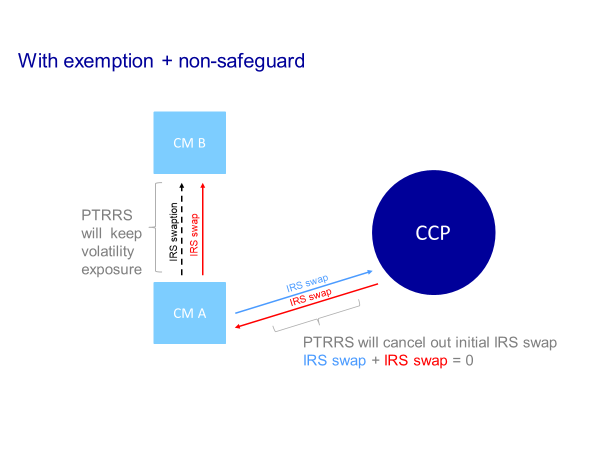 With exemption + non-safeguard
CM B
PTRRS
will keep
volatility
exposure
IRS swaption
IRS swap
CCP
IRS swap
IRS swap
CM A
PTRRS will cancel out initial IRS swap
IRS swap + IRS swap = 0